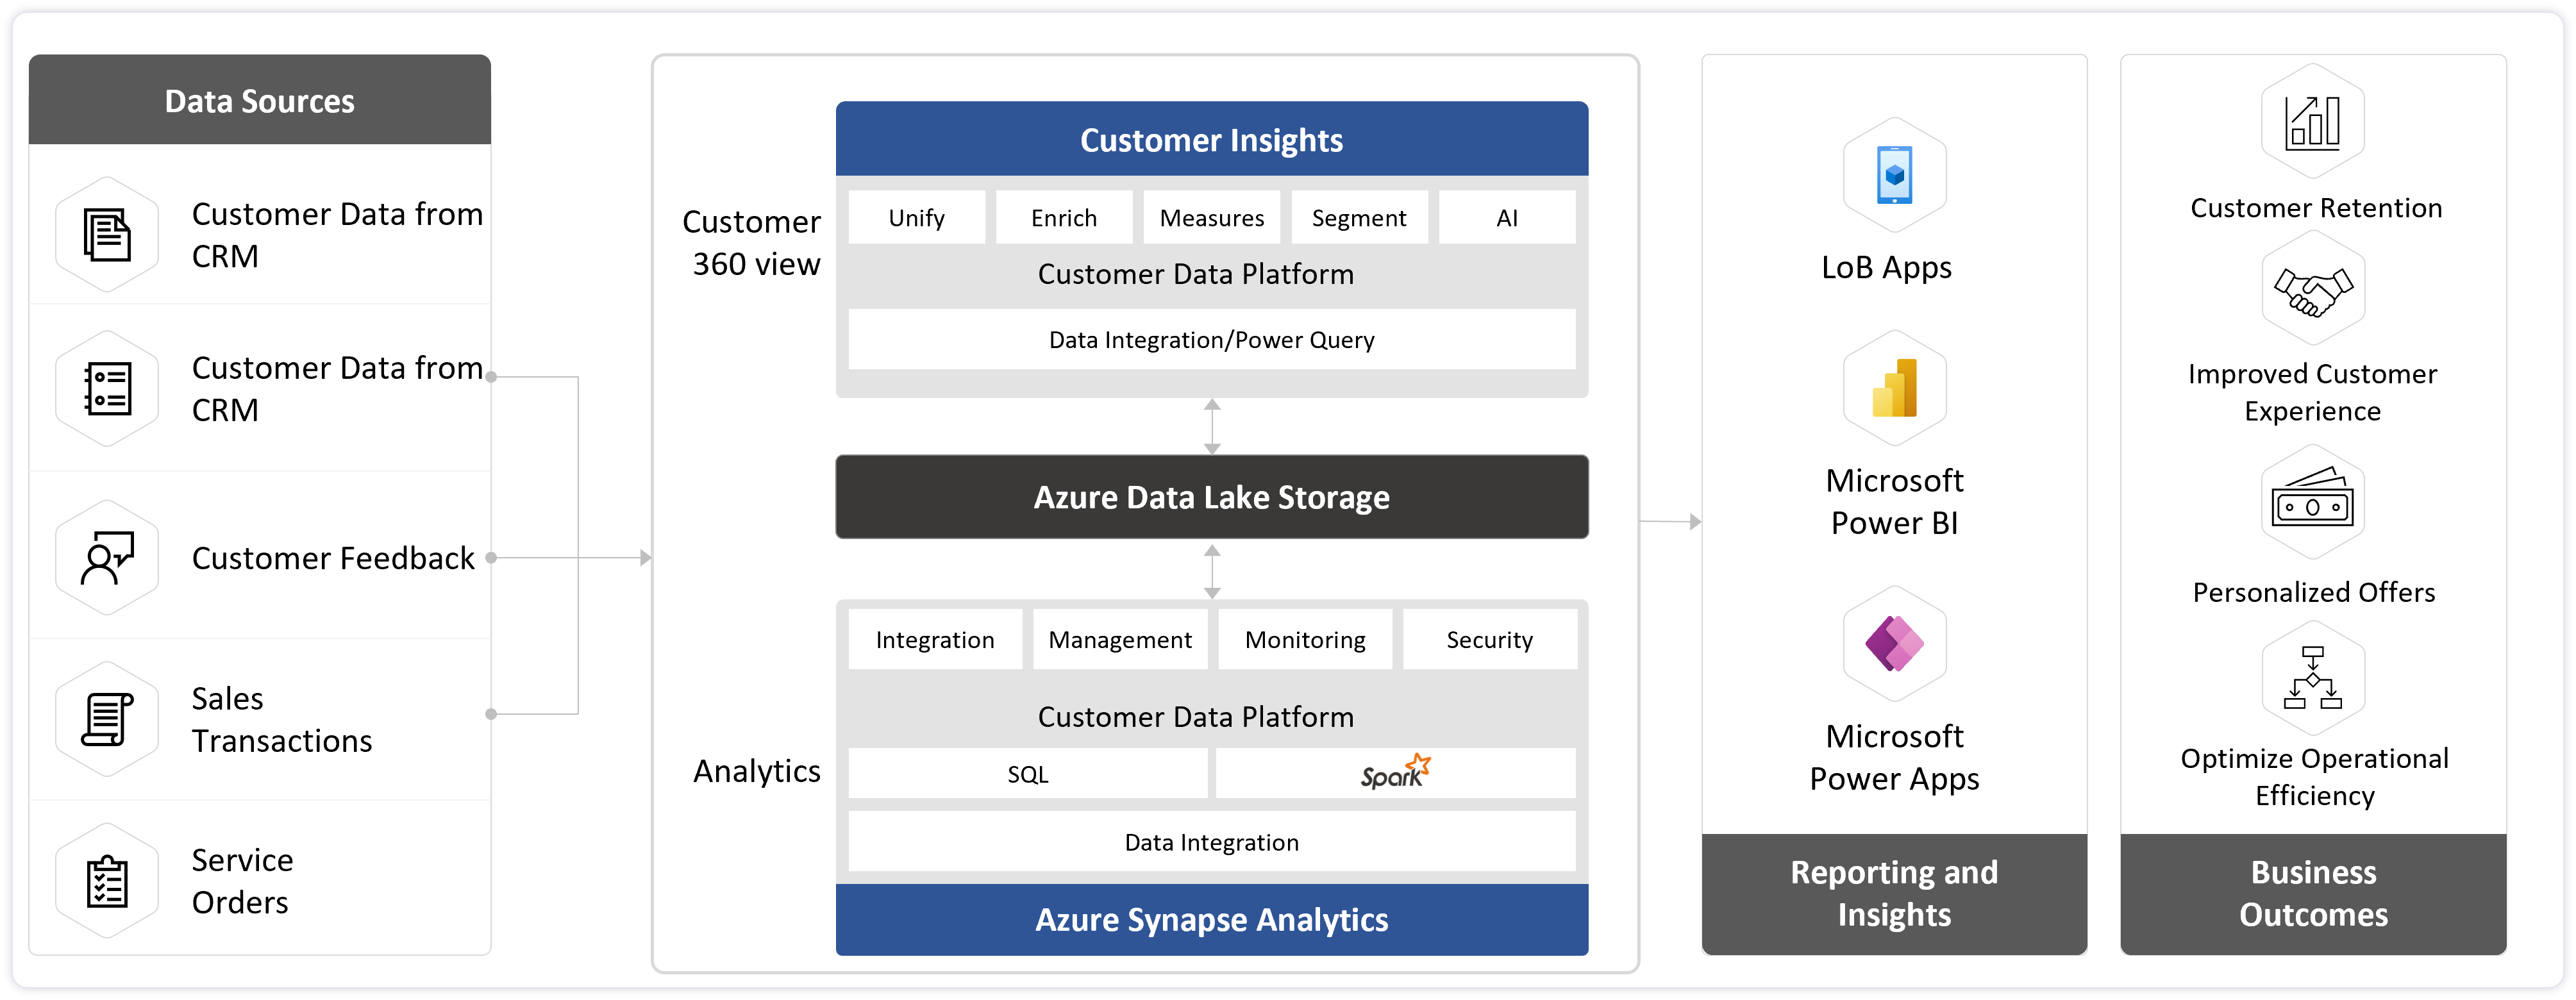 Data Sources
Customer Data from
CRM
Customer Data from
CRM
Customer Feedback
Sales
Transactions
Service
Orders
Customer
360 view
Analytics
Customer Insights
Unify
Enrich
Measures
Segment
AI
Customer Data Platform
Data Integration/Power Query
Azure Data Lake Storage
Integration
Management
Monitoring
Security
Customer Data Platform
SQL
Spark
Data Integration
Azure Synapse Analytics
LoB Apps
Microsoft
Power BI
Microsoft
Power Apps
Reporting and
Insights
Customer Retention
Improved Customer
Experience
Personalized Offers
Optimize Operational
Efficiency
Business
Outcomes